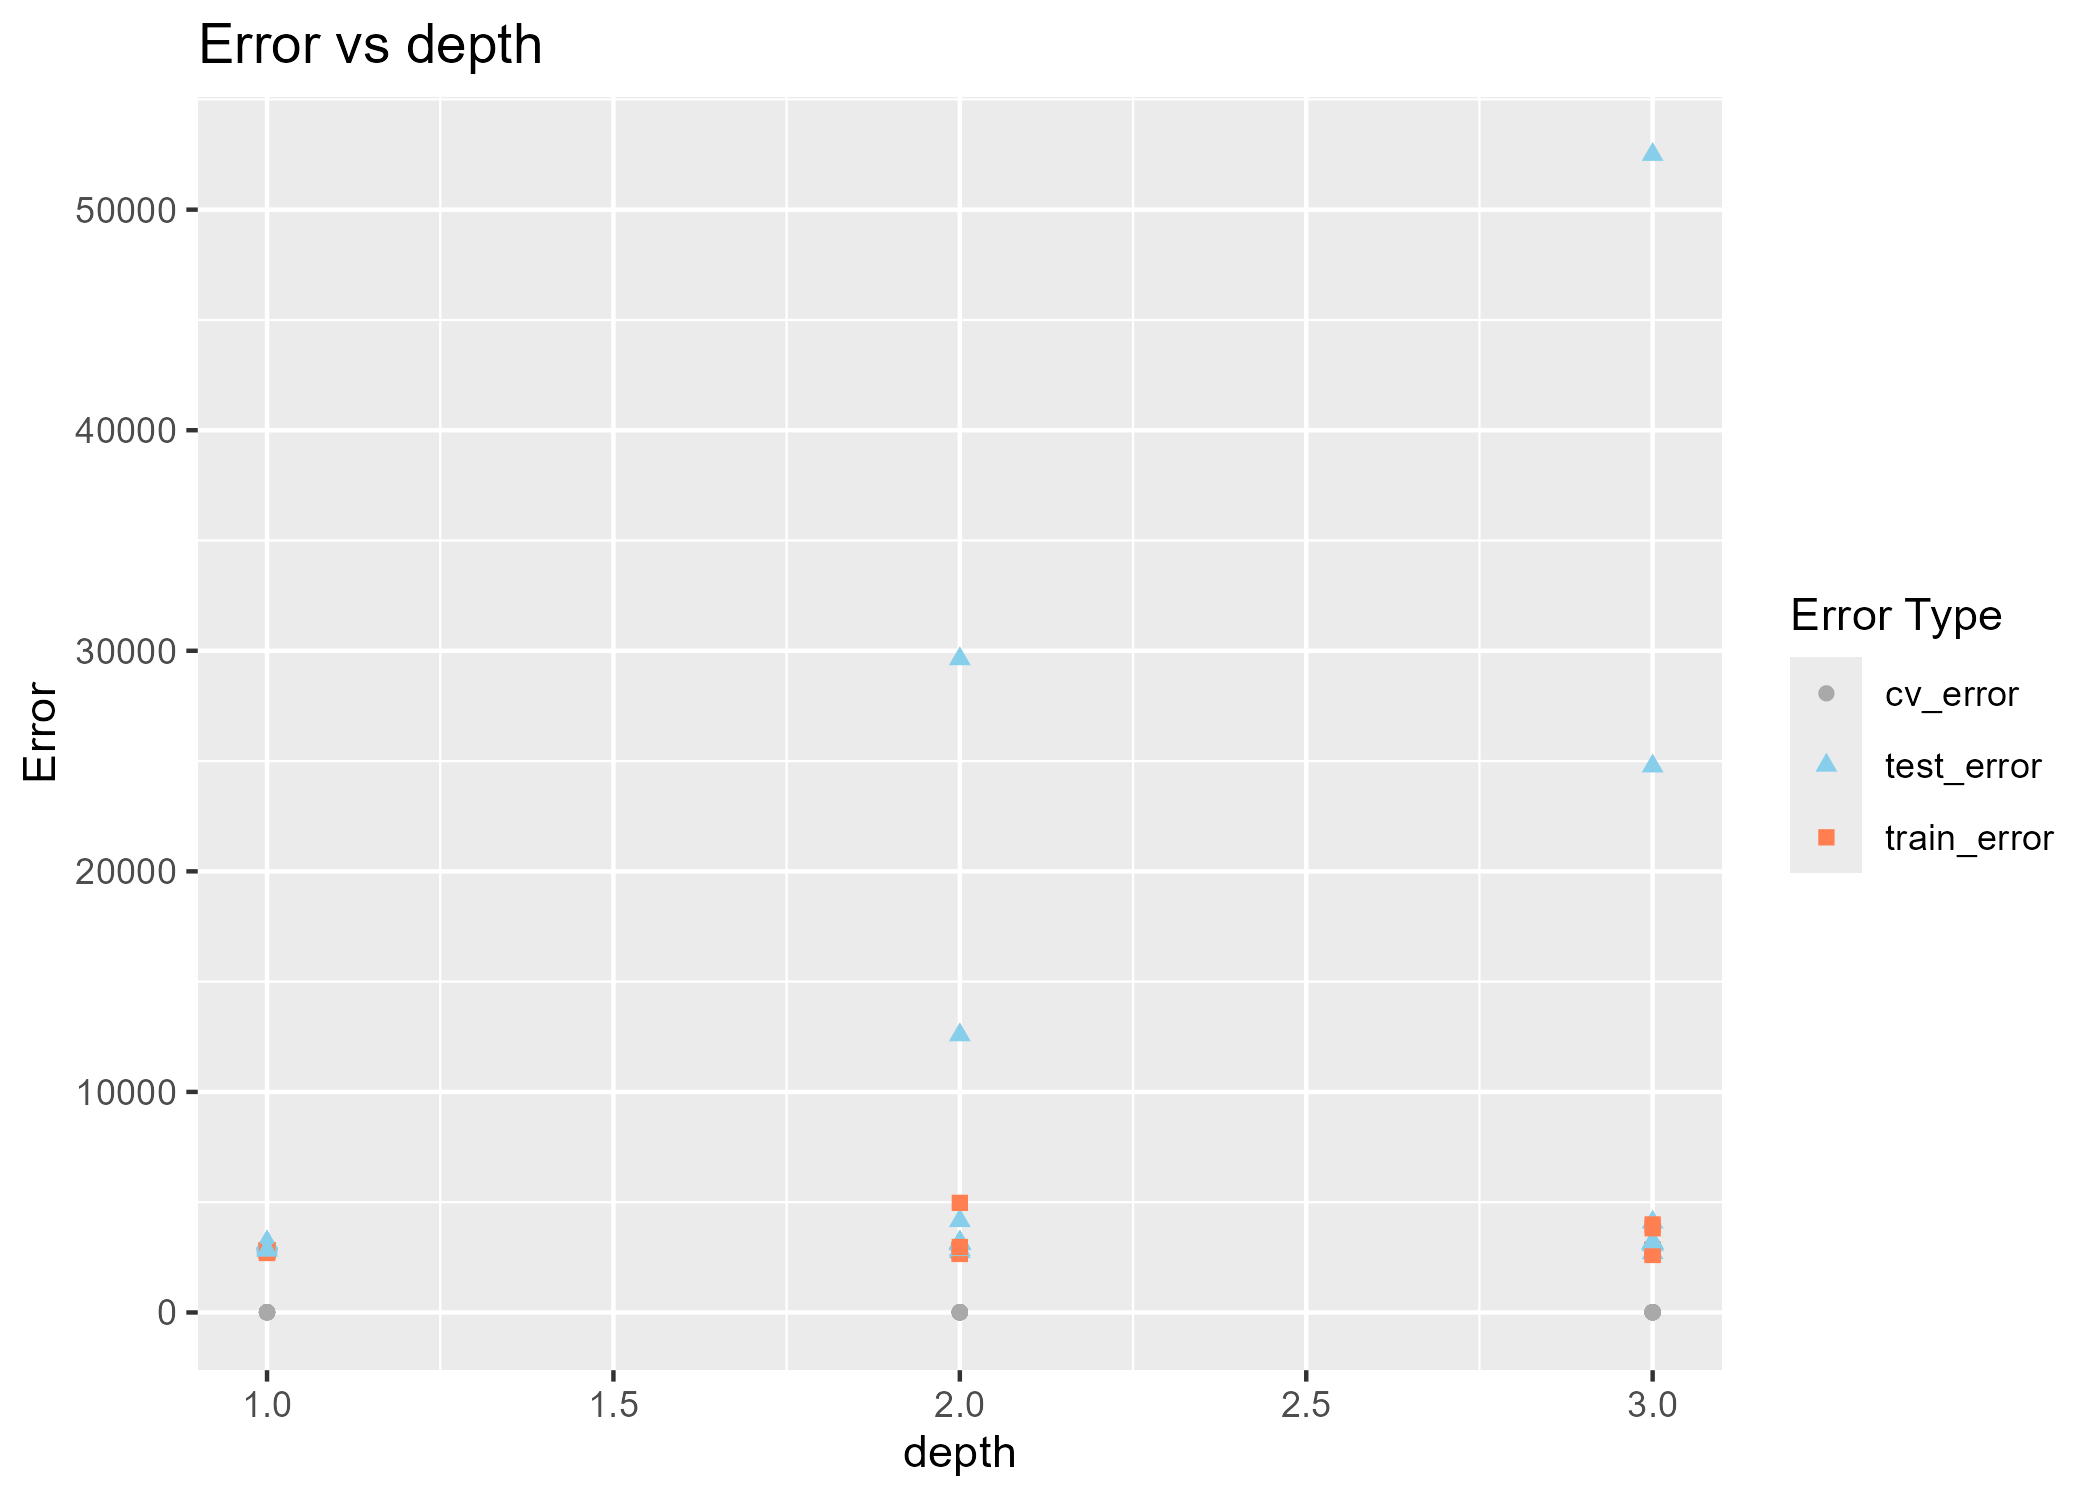 Error vs depth
50000
40000
30000
20000
10000
0
Error
1.0 1.5 2.0 2.5 3.0
depth
Error Type
cv_error
test_error
train_error